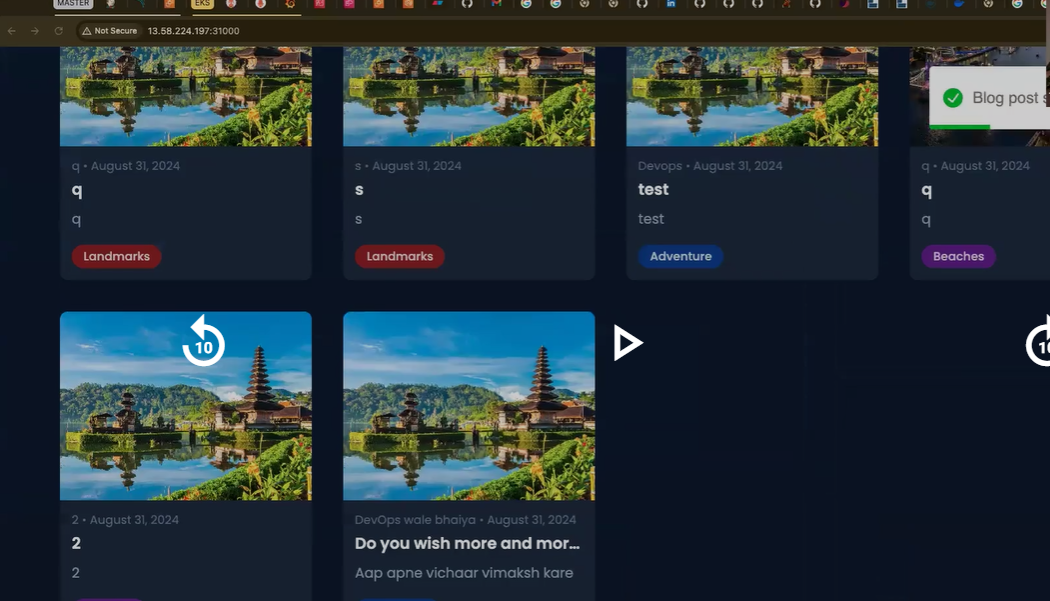 MASTER
EKS
Not Secure
13.58.224.197:31000
Blog post s
q • August 31, 2024
q
q
Landmarks
s • August 31, 2024
s
s
Landmarks
Devops • August 31, 2024
test
test
Adventure
q • August 31, 2024
q
q
Beaches
10
10
2 • August 31, 2024
2
2
DevOps wale bhaiya • August 31, 2024
Do you wish more and mor...
Aap apne vichaar vimaksh kare